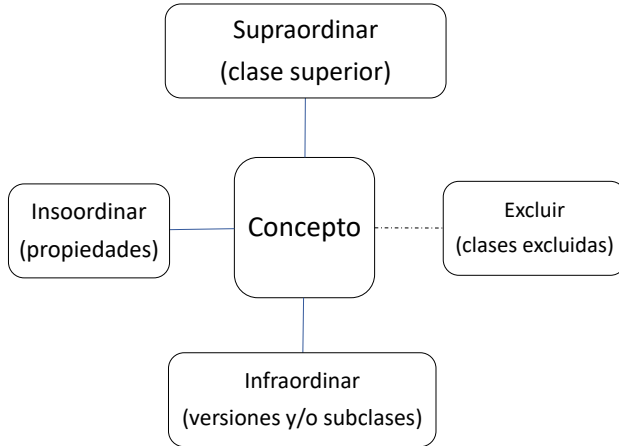 Supraordinar
(clase superior)
Insoordinar
(propiedades)
Concepto
Excluir
(clases excluidas)
Infraordinar
(versiones y/o subclases)